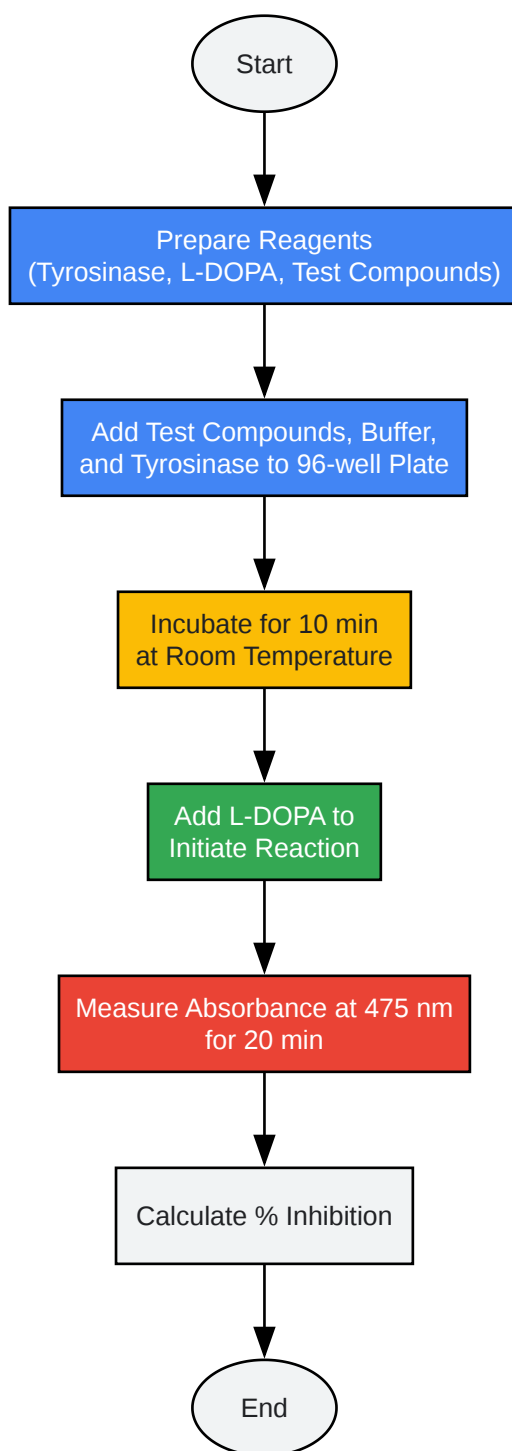 Start
Prepare Reagents
(Tyrosinase, L-DOPA, Test Compounds)
Add Test Compounds, Buffer,
and Tyrosinase to 96-well Plate
Incubate for 10 min
at Room Temperature
Add L-DOPA to
Initiate Reaction
Measure Absorbance at 475 nm
for 20 min
Calculate % Inhibition
End